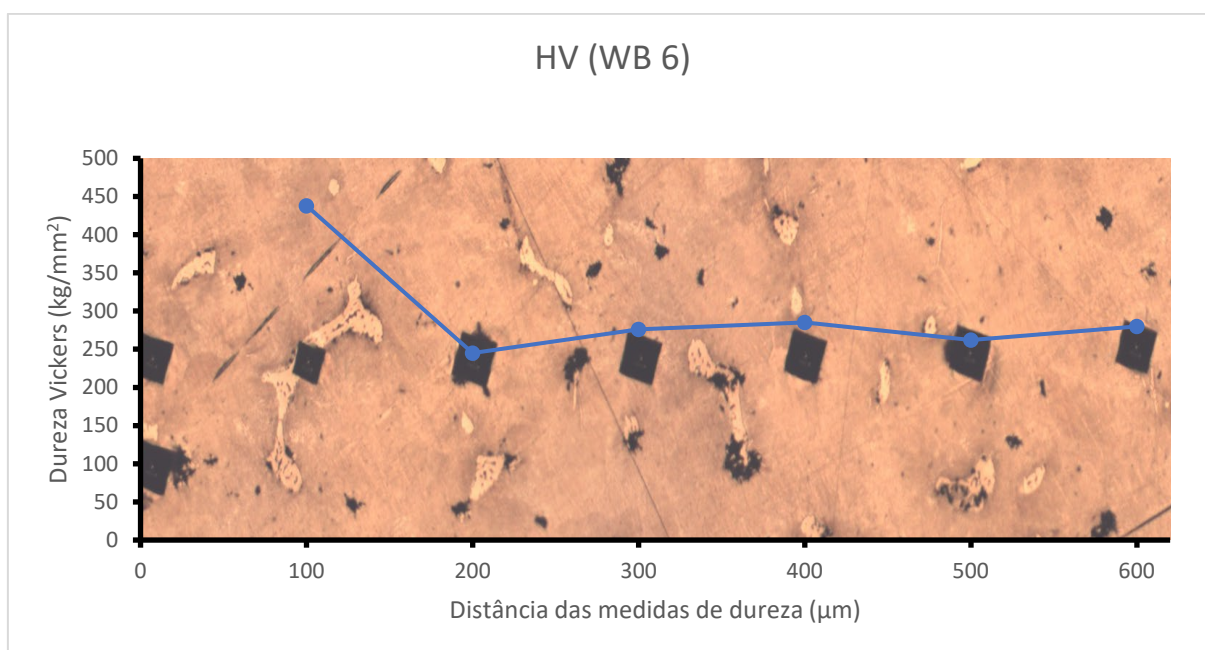 HV (WB 6)
Dureza Vickers (kg/mm²)
500
450
400
350
300
250
200
150
100
50
0
0 100 200 300 400 500 600
Distância das medidas de dureza (µm)